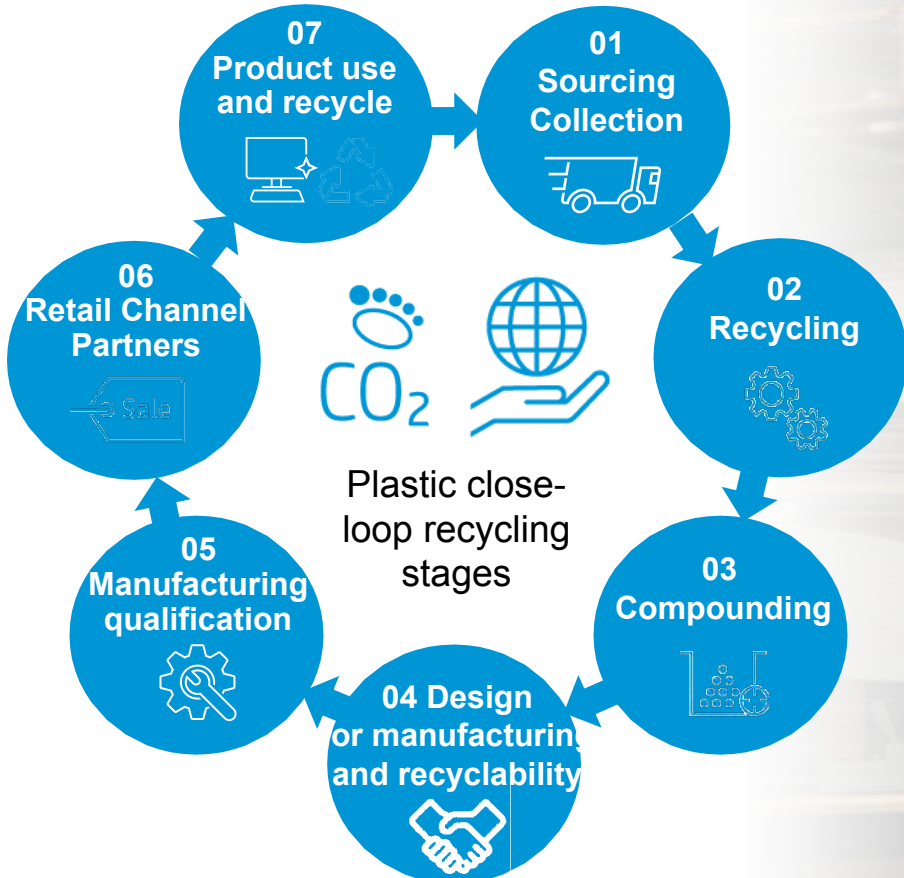 01
Sourcing
Collection
02
Recycling
03
Compounding
04 Design
or manufacturing
and recyclability
05
Manufacturing
qualification
06
Retail Channel
Partners
Sale
07
Product use
and recycle
CO₂
Plastic close-
loop recycling
stages